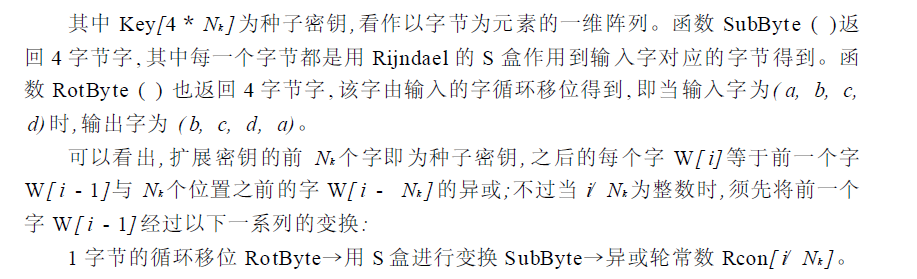 其中 Key[4 * Nk]为种子密钥,看作以字节为元素的一维阵列。函数 SubByte ( )返
回 4 字节字,其中每一个字节都是用 Rijndael 的 S 盒作用到输入字对应的字节得到。函
数 RotByte ( ) 也返回 4 字节字,该字由输入的字循环移位得到,即当输入字为(a, b, c,
d)时,输出字为 (b, c, d, a)。
可以看出,扩展密钥的前 Nk个字即为种子密钥,之后的每个字 W[i]等于前一个字
W[i - 1]与 Nk个位置之前的字 W[i - Nk]的异或;不过当 i/ Nk为整数时,须先将前一个
字 W[i - 1]经过以下一系列的变换:
1 字节的循环移位 RotByte→用 S 盒进行变换 SubByte→异或轮常数 Rcon[i/ Nk]。